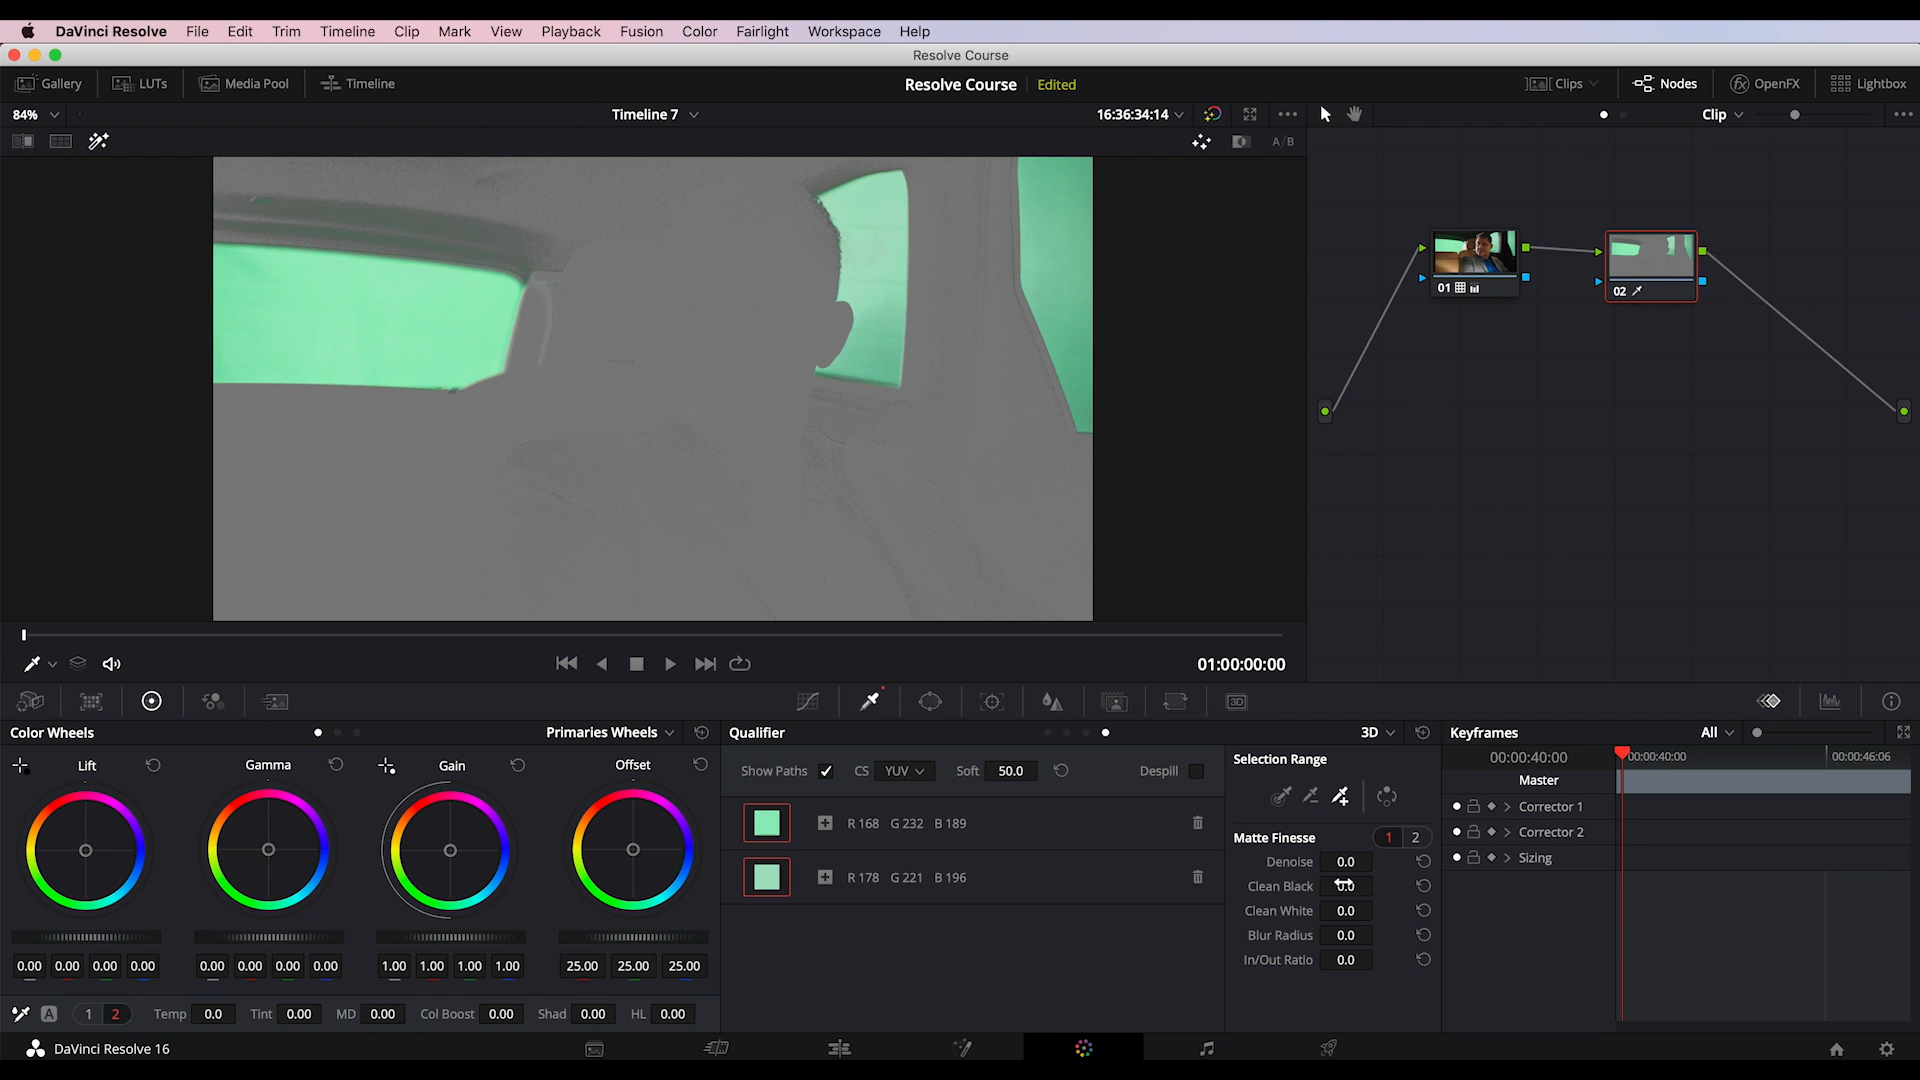 DaVinci Resolve File Edit Trim Timeline Clip Mark View Playback Fusion Color Fairlight Workspace Help
Resolve Course
Gallery LUTs Media Pool Timeline Resolve Course Edited Clips Nodes OpenFX Lightbox
84% Timeline 7 16:36:34:14 Clip
A/B
01
02
01:00:00:00
3D
Color Wheels Primaries Wheels Qualifier 3D Keyframes All
Lift Gamma Gain Offset
Show Paths CS YUV Soft 50.0 Despill
R 168 G 232 B 189
R 178 G 221 B 196
Selection Range
Matte Finesse 1 2
Denoise 0.0
Clean Black 0.0
Clean White 0.0
Blur Radius 0.0
In/Out Ratio 0.0
00:00:40:00 00:00:40:00 00:00:46:06
Master
Corrector 1
Corrector 2
Sizing
0.00 0.00 0.00 0.00 0.00 0.00 0.00 0.00 1.00 1.00 1.00 1.00 25.00 25.00 25.00
A 1 2 Temp 0.0 Tint 0.00 MD 0.00 Col Boost 0.00 Shad 0.00 HL 0.00
DaVinci Resolve 16